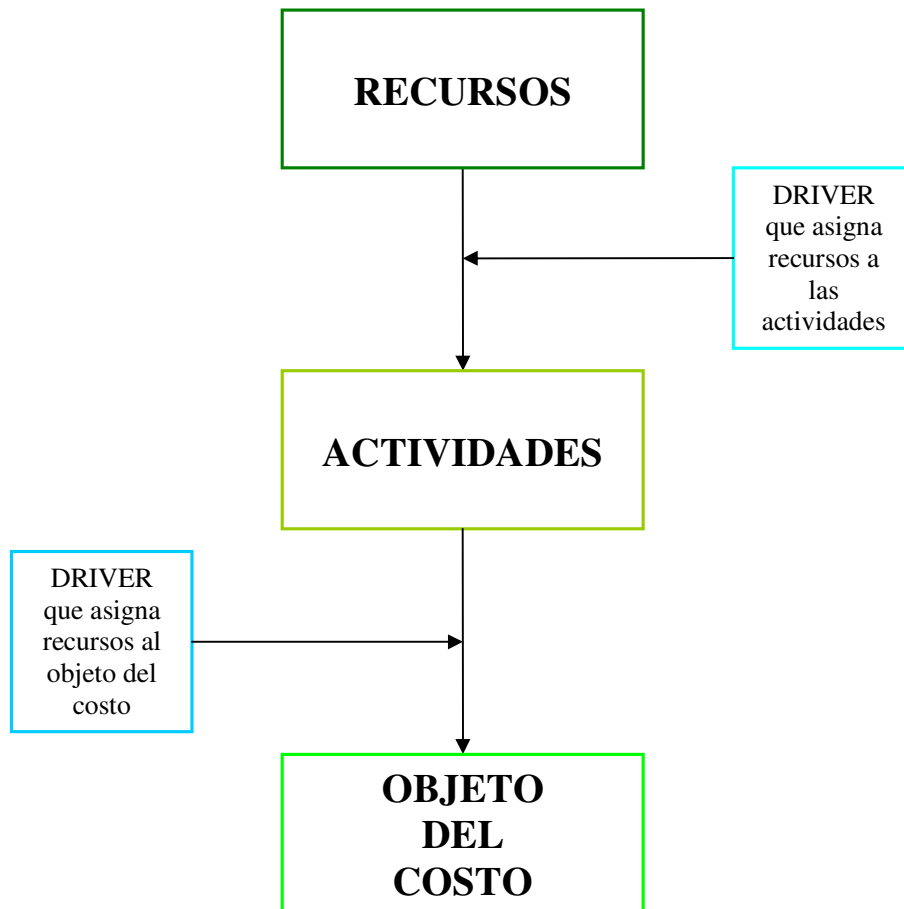 RECURSOS
DRIVER
que asigna
recursos a
las
actividades
ACTIVIDADES
DRIVER
que asigna
recursos al
objeto del
costo
OBJETO
DEL
COSTO